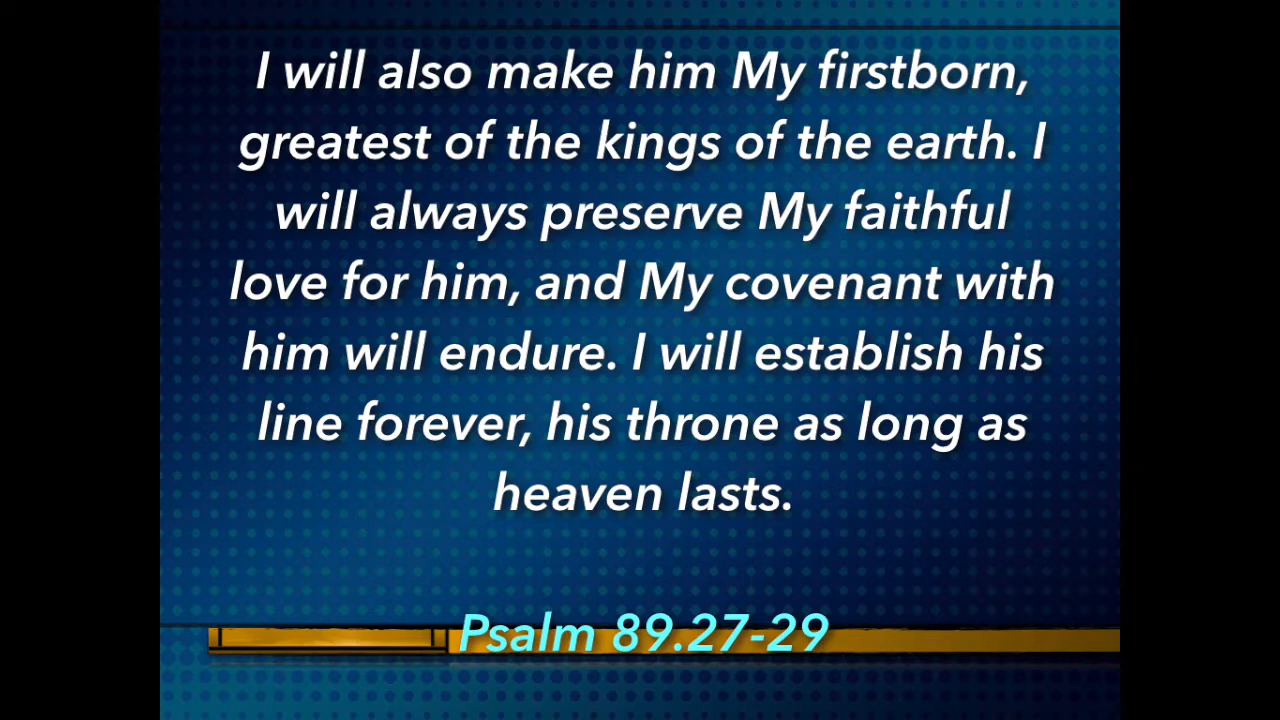 I will also make him My firstborn,
greatest of the kings of the earth. I
will always preserve My faithful
love for him, and My covenant with
him will endure. I will establish his
line forever, his throne as long as
heaven lasts.
Psalm 89.27-29